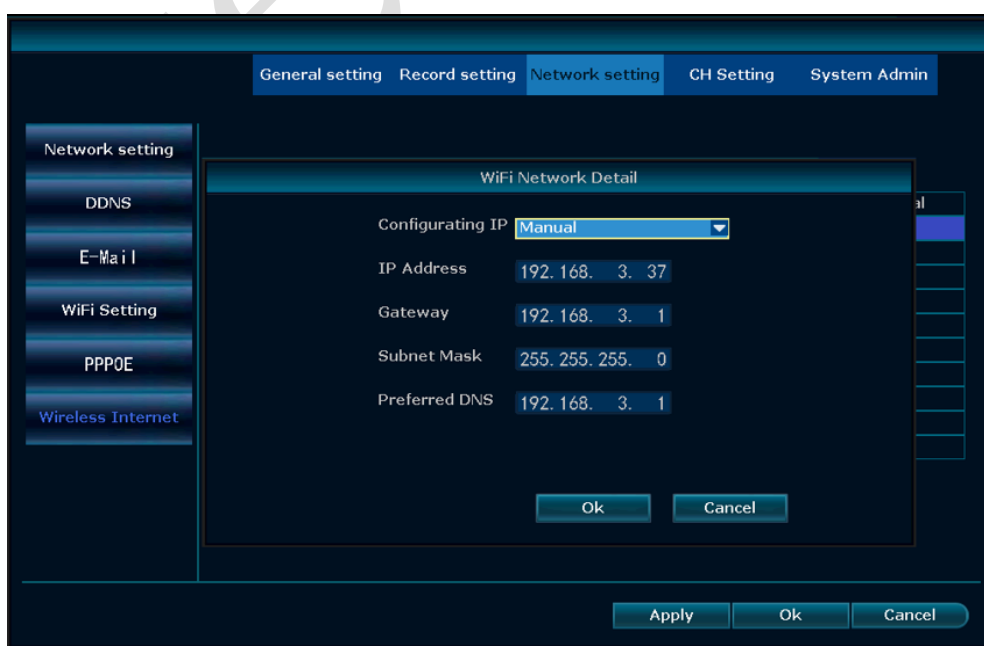 General setting Record setting Network setting CH Setting System Admin
Network setting
DDNS
E-Mail
WiFi Setting
PPPOE
Wireless Internet
WiFi Network Detail
Configurating IP Manual
IP Address 192.168. 3. 37
Gateway 192.168. 3. 1
Subnet Mask 255.255.255. 0
Preferred DNS 192.168. 3. 1
Ok Cancel
Apply Ok Cancel